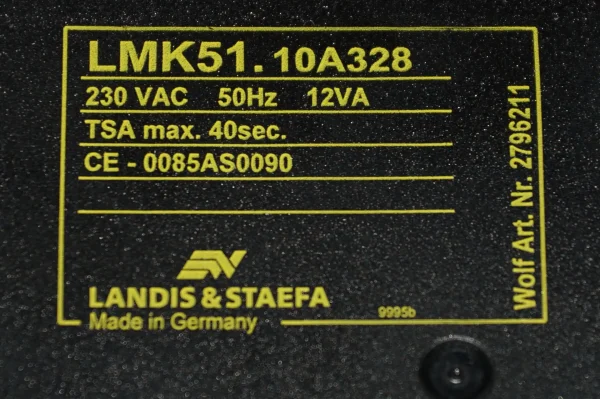 LMK51.10A328
230 VAC 50Hz 12VA
TSA max. 40sec.
CE - 0085AS0090
LANDIS & STAEFA
Made in Germany
9995b
Wolf Art. Nr. 2796211